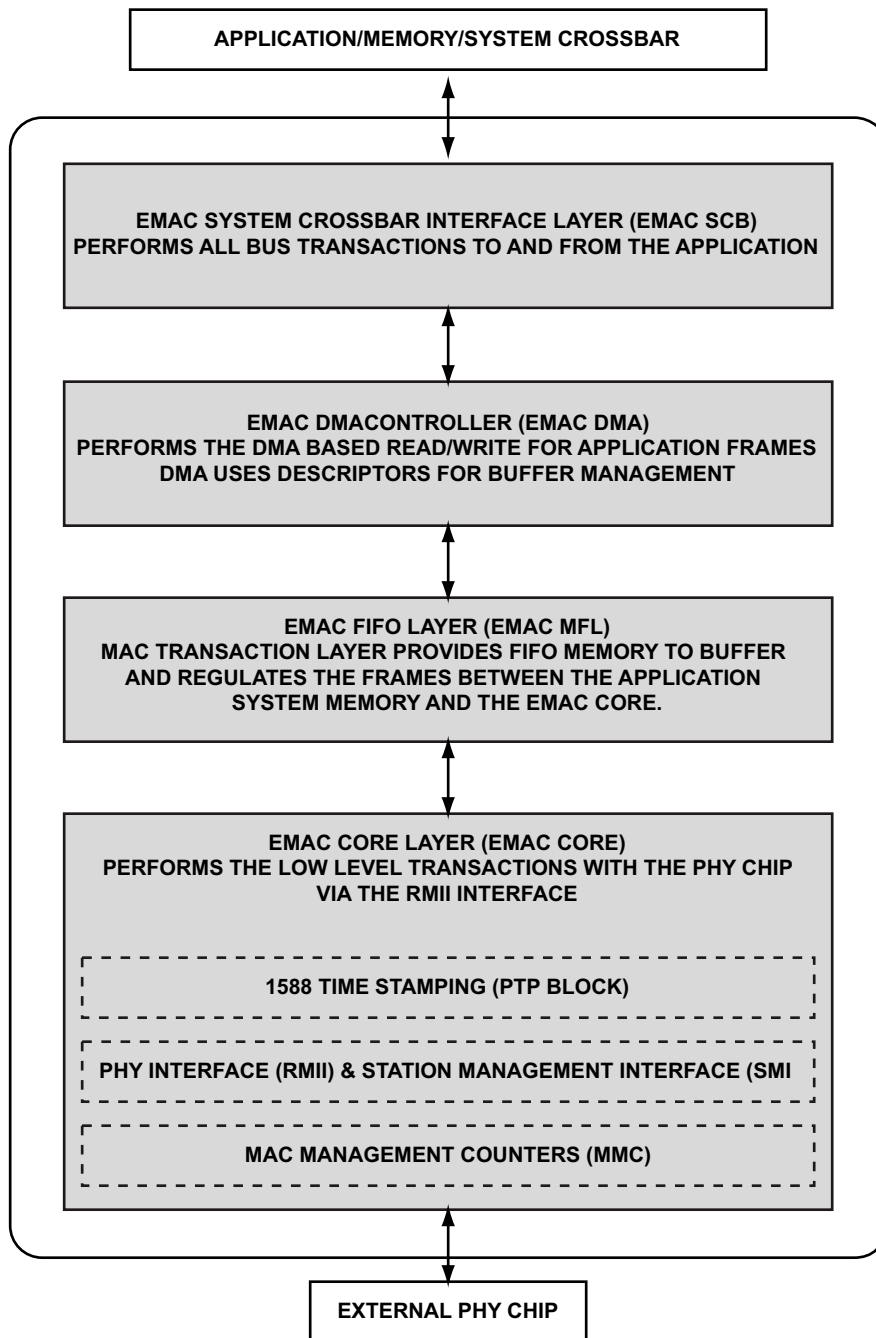 APPLICATION/MEMORY/SYSTEM CROSSBAR
EMAC SYSTEM CROSSBAR INTERFACE LAYER (EMAC SCB)
PERFORMS ALL BUS TRANSACTIONS TO AND FROM THE APPLICATION
EMAC DMACONTROLLER (EMAC DMA)
PERFORMS THE DMA BASED READ/WRITE FOR APPLICATION FRAMES
DMA USES DESCRIPTORS FOR BUFFER MANAGEMENT
EMAC FIFO LAYER (EMAC MFL)
MAC TRANSACTION LAYER PROVIDES FIFO MEMORY TO BUFFER
AND REGULATES THE FRAMES BETWEEN THE APPLICATION
SYSTEM MEMORY AND THE EMAC CORE.
EMAC CORE LAYER (EMAC CORE)
PERFORMS THE LOW LEVEL TRANSACTIONS WITH THE PHY CHIP
VIA THE RMII INTERFACE
1588 TIME STAMPING (PTP BLOCK)
PHY INTERFACE (RMII) & STATION MANAGEMENT INTERFACE (SMI
MAC MANAGEMENT COUNTERS (MMC)
EXTERNAL PHY CHIP